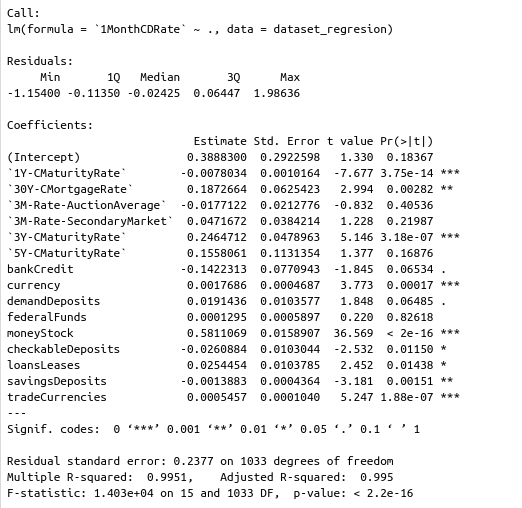 Call:
lm(formula = `1MonthCDRate` ~ ., data = dataset_regresion)
Residuals:
Min 1Q Median 3Q Max
-1.15400 -0.11350 -0.02425 0.06447 1.98636
Coefficients:
Estimate Std. Error t value Pr(>|t|)
(Intercept) 0.3888300 0.2922598 1.330 0.18367
`1Y-CMaturityRate` -0.0078034 0.0010164 -7.677 3.75e-14 ***
`30Y-CMortgageRate` 0.1872664 0.0625423 2.994 0.00282 **
`3M-Rate-AuctionAverage` -0.0177122 0.0212776 -0.832 0.40536
`3M-Rate-SecondaryMarket` 0.0471672 0.0384214 1.228 0.21987
`3Y-CMaturityRate` 0.2464712 0.0478963 5.146 3.18e-07 ***
`5Y-CMaturityRate` 0.1558061 0.1131354 1.377 0.16876
bankCredit -0.1422313 0.0770943 -1.845 0.06534 .
currency 0.0017686 0.0004687 3.773 0.00017 ***
demandDeposits 0.0191436 0.0103577 1.848 0.06485 .
federalFunds 0.0001295 0.0005897 0.220 0.82618
moneyStock 0.5811069 0.0158907 36.569 < 2e-16 ***
checkableDeposits -0.0260884 0.0103044 -2.532 0.01150 *
loansLeases 0.0254454 0.0103785 2.452 0.01438 *
savingsDeposits -0.0013883 0.0004364 -3.181 0.00151 **
tradeCurrencies 0.0005457 0.0001040 5.247 1.88e-07 ***
---
Signif. codes: 0 ‘***’ 0.001 ‘**’ 0.01 ‘*’ 0.05 ‘.’ 0.1 ‘ ’ 1
Residual standard error: 0.2377 on 1033 degrees of freedom
Multiple R-squared: 0.9951, Adjusted R-squared: 0.995
F-statistic: 1.403e+04 on 15 and 1033 DF, p-value: < 2.2e-16